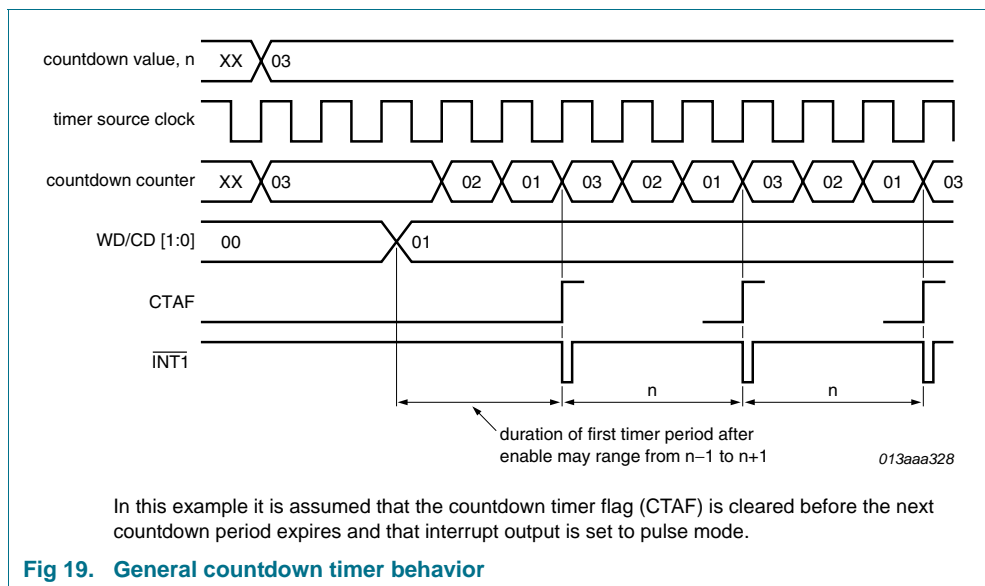 countdown value, n XX 03
timer source clock
countdown counter XX 03 02 01 03 02 01 03 02 01 03
WD/CD [1:0] 00 01
CTAF
INT1
n n
duration of first timer period after
enable may range from n−1 to n+1
013aaa328
In this example it is assumed that the countdown timer flag (CTAF) is cleared before the next
countdown period expires and that interrupt output is set to pulse mode.
Fig 19. General countdown timer behavior